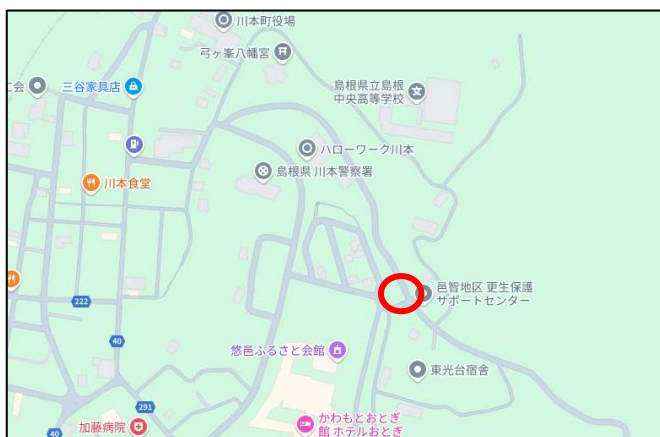 川本町役場
弓ヶ峯八幡宮
工会
三谷家具店
島根県立島根
中央高等学校
ハローワーク川本
島根県 川本警察署
川本食堂
邑智地区 更生保護
サポートセンター
222
40
悠邑ふるさと会館
東光台宿舎
291
かわもとおとぎ
館 ホテルおとぎ
加藤病院
40